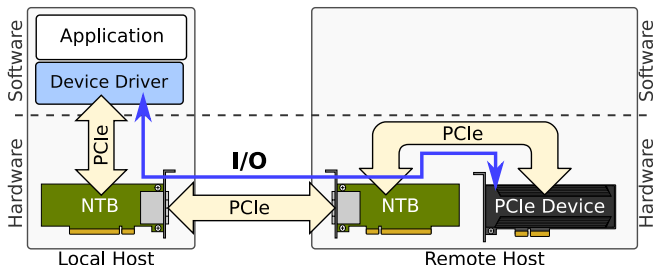 Software
Application
Device Driver
Software
PCIe
PCIe
I/O
Hardware
NTB
PCIe
NTB
PCIe Device
Hardware
Local Host
Remote Host